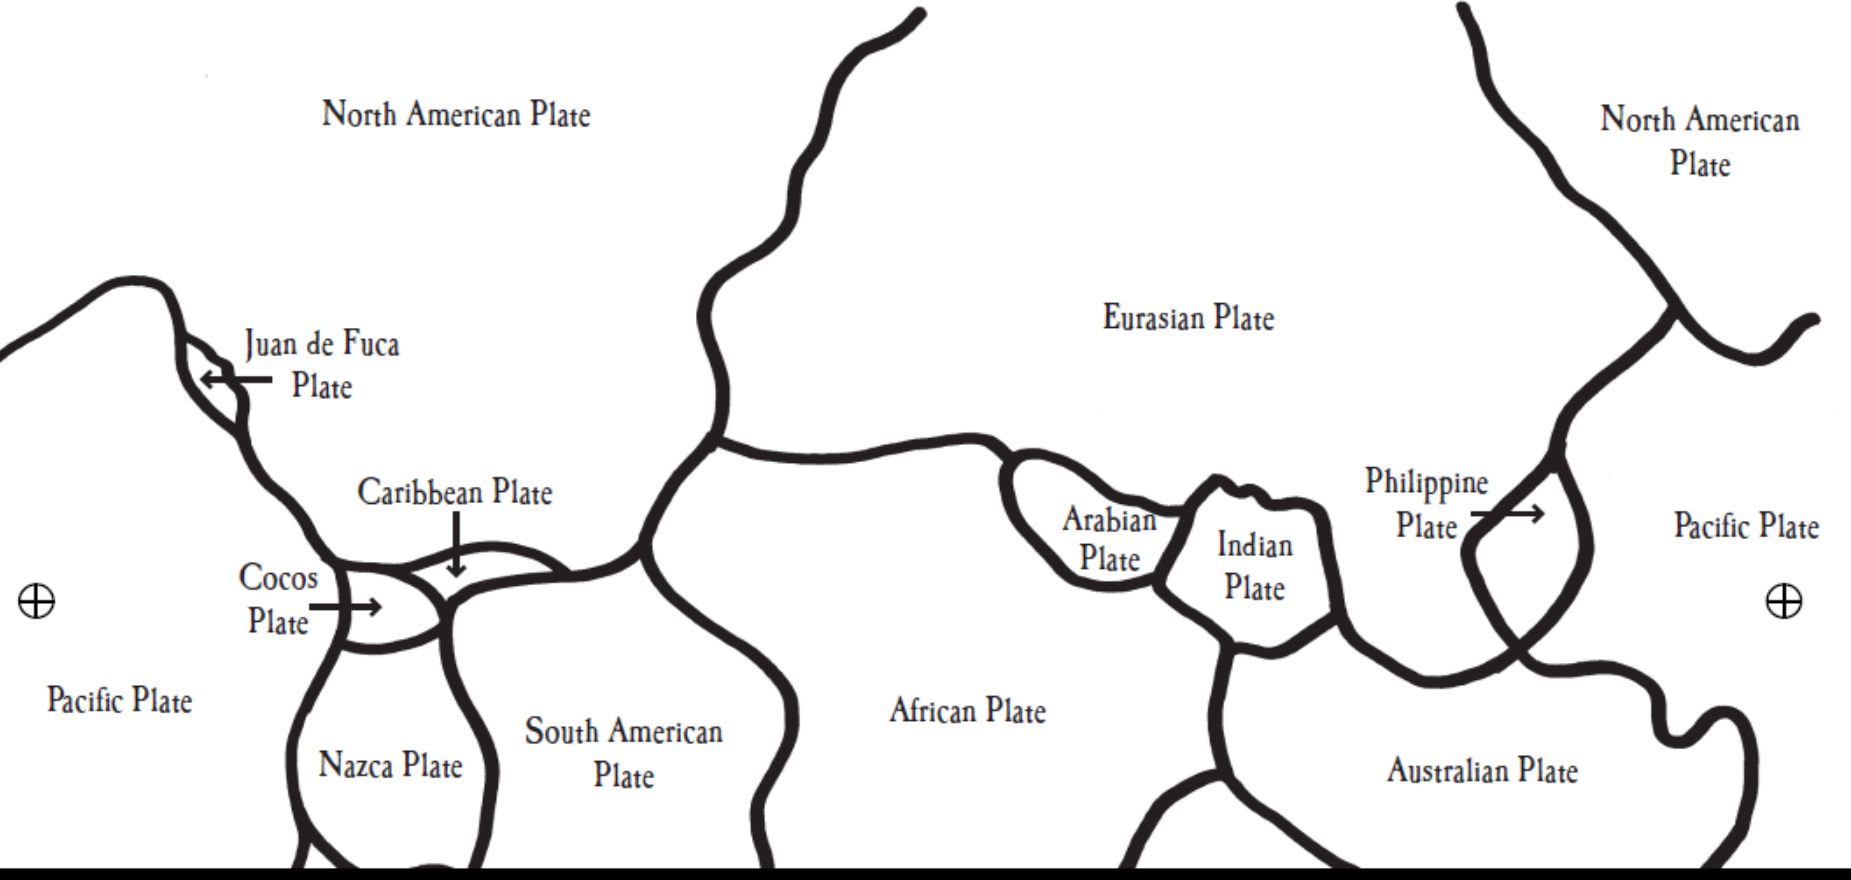 North American Plate
North American
Plate
Juan de Fuca
Plate
Eurasian Plate
Caribbean Plate
Philippine
Plate
Arabian
Plate
Indian
Plate
Pacific Plate
Cocos
Plate
Pacific Plate
Nazca Plate
South American
Plate
African Plate
Australian Plate